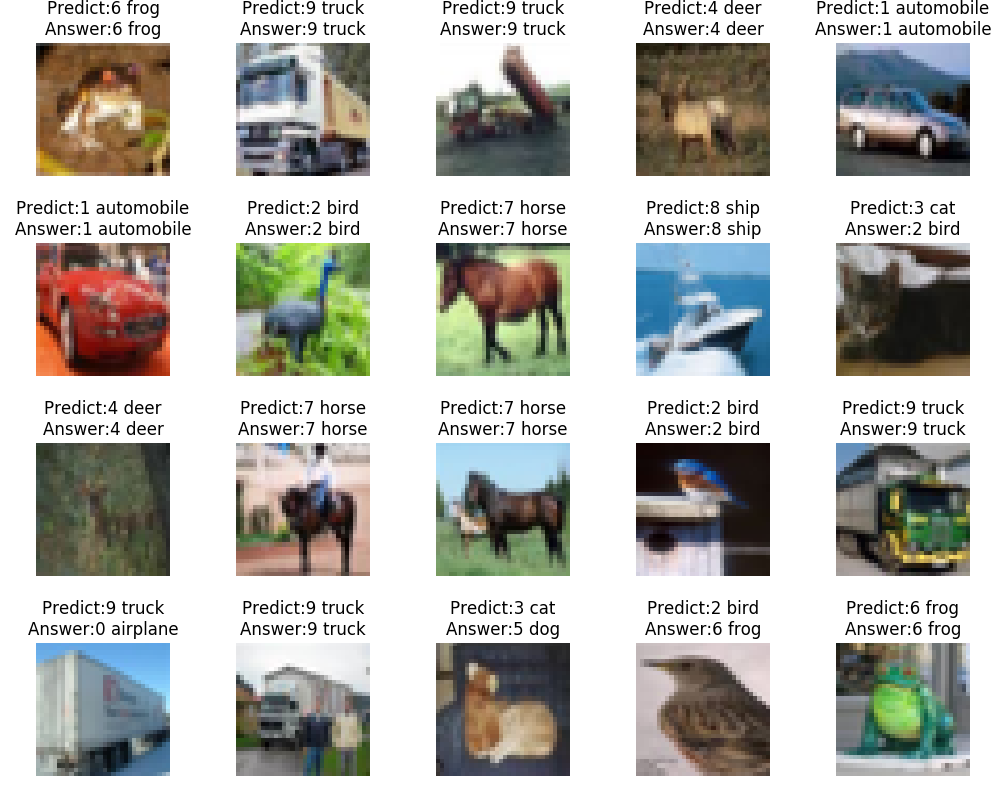 Predict:6 frog
Answer:6 frog
Predict:9 truck
Answer:9 truck
Predict:9 truck
Answer:9 truck
Predict:4 deer
Answer:4 deer
Predict:1 automobile
Answer:1 automobile
Predict:1 automobile
Answer:1 automobile
Predict:2 bird
Answer:2 bird
Predict:7 horse
Answer:7 horse
Predict:8 ship
Answer:8 ship
Predict:3 cat
Answer:2 bird
Predict:4 deer
Answer:4 deer
Predict:7 horse
Answer:7 horse
Predict:7 horse
Answer:7 horse
Predict:2 bird
Answer:2 bird
Predict:9 truck
Answer:9 truck
Predict:9 truck
Answer:0 airplane
Predict:9 truck
Answer:9 truck
Predict:3 cat
Answer:5 dog
Predict:2 bird
Answer:6 frog
Predict:6 frog
Answer:6 frog